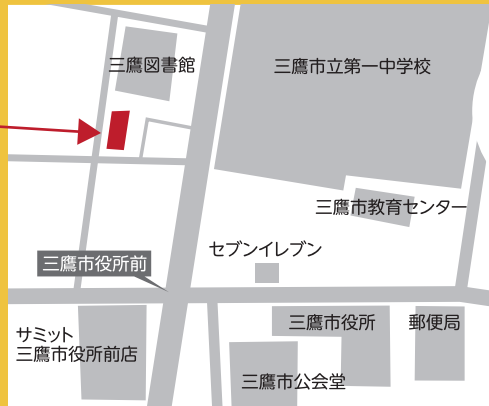 三鷹図書館
三鷹市立第一中学校
三鷹市教育センター
セブンイレブン
三鷹市役所前
三鷹市役所
郵便局
サミット
三鷹市役所前店
三鷹市公会堂